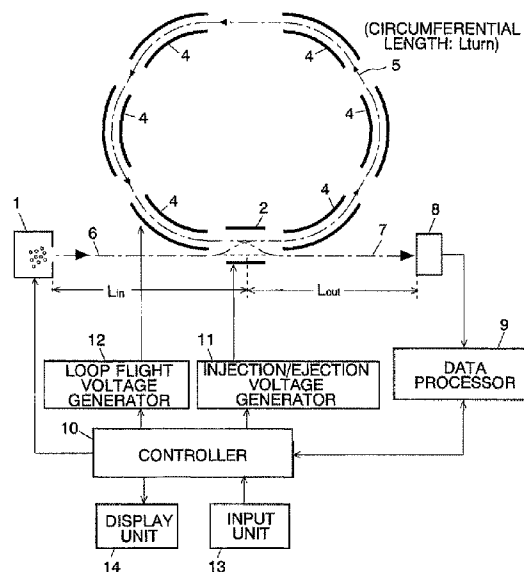 (CIRCUMFERENTIAL
LENGTH: Lturn)
4
4
5
4
4
4
4
2
1
6
7
8
Lin
Lout
9
12
11
LOOP FLIGHT
VOLTAGE
GENERATOR
INJECTION/EJECTION
VOLTAGE
GENERATOR
DATA
PROCESSOR
10
CONTROLLER
DISPLAY
UNIT
INPUT
UNIT
14
13